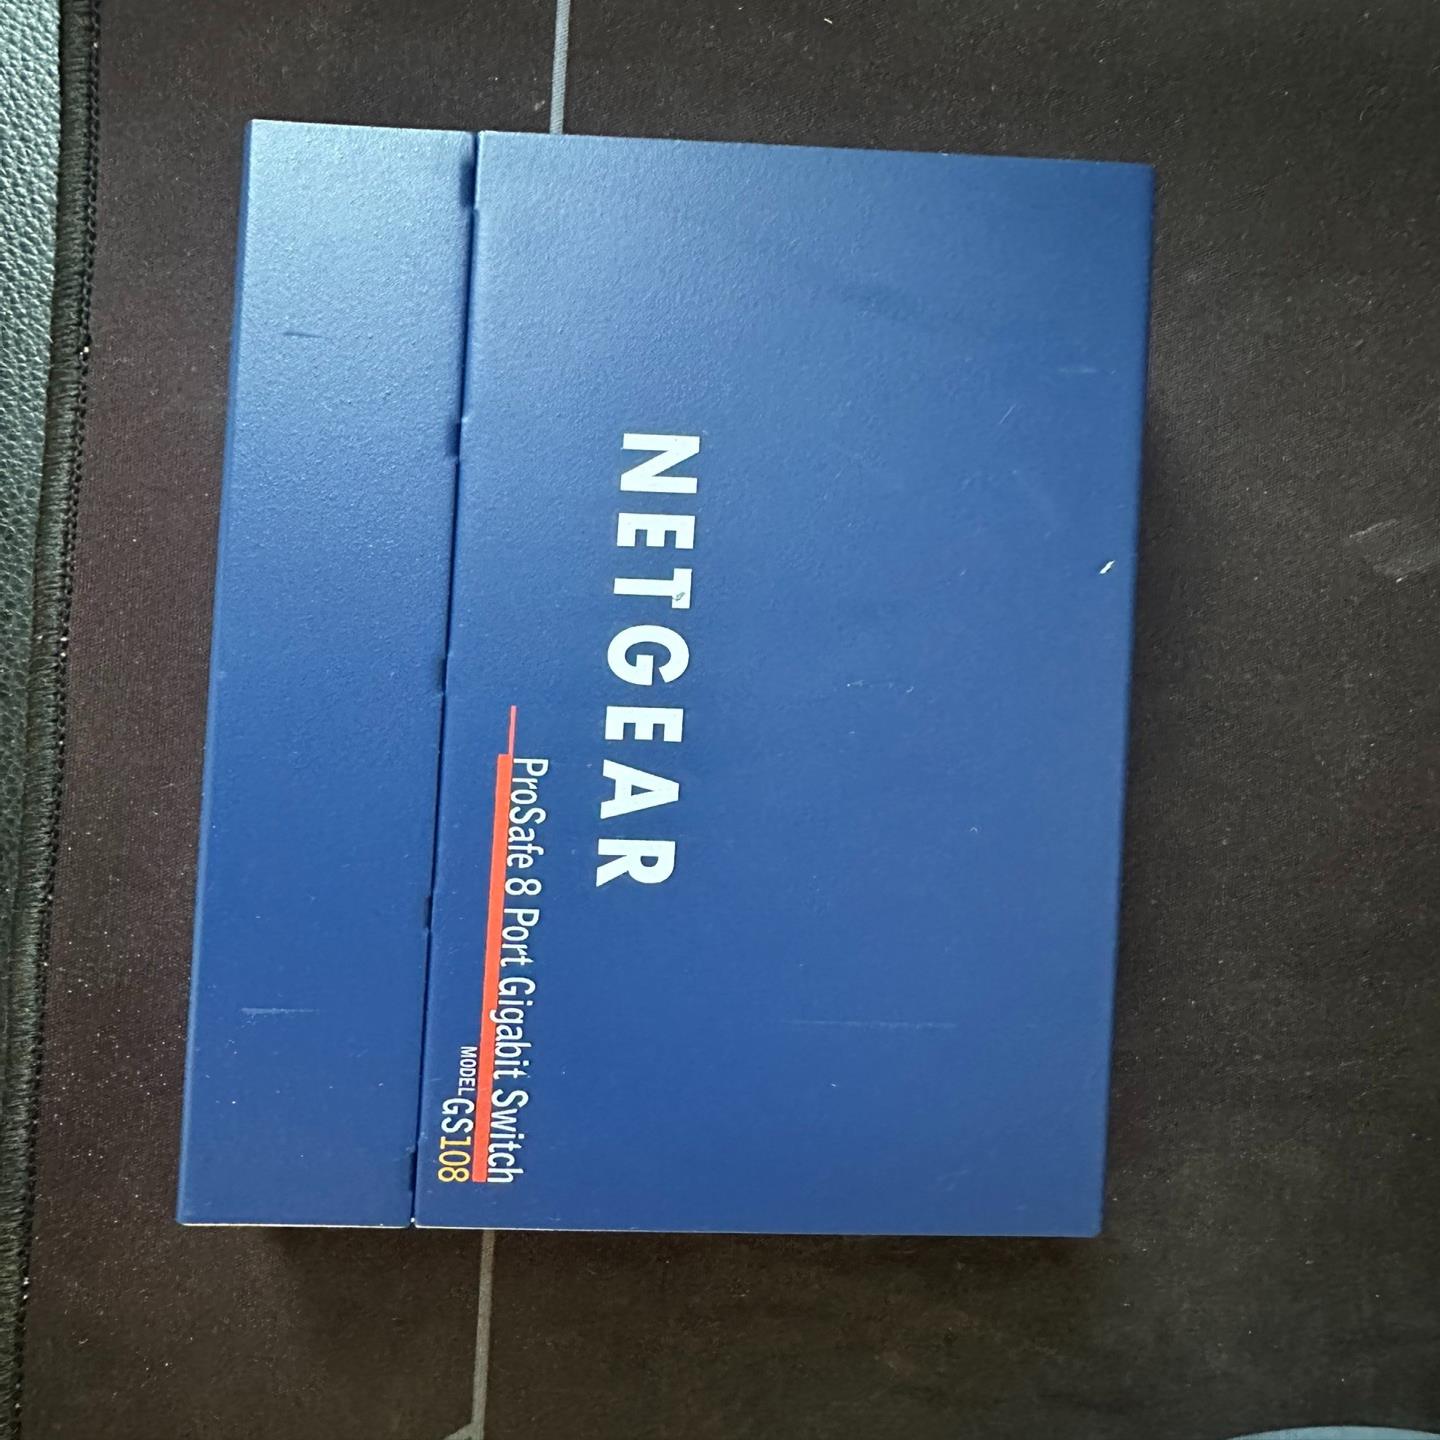 NETGEAR
ProSafe 8 Port Gigabit Switch
MODEL GS108